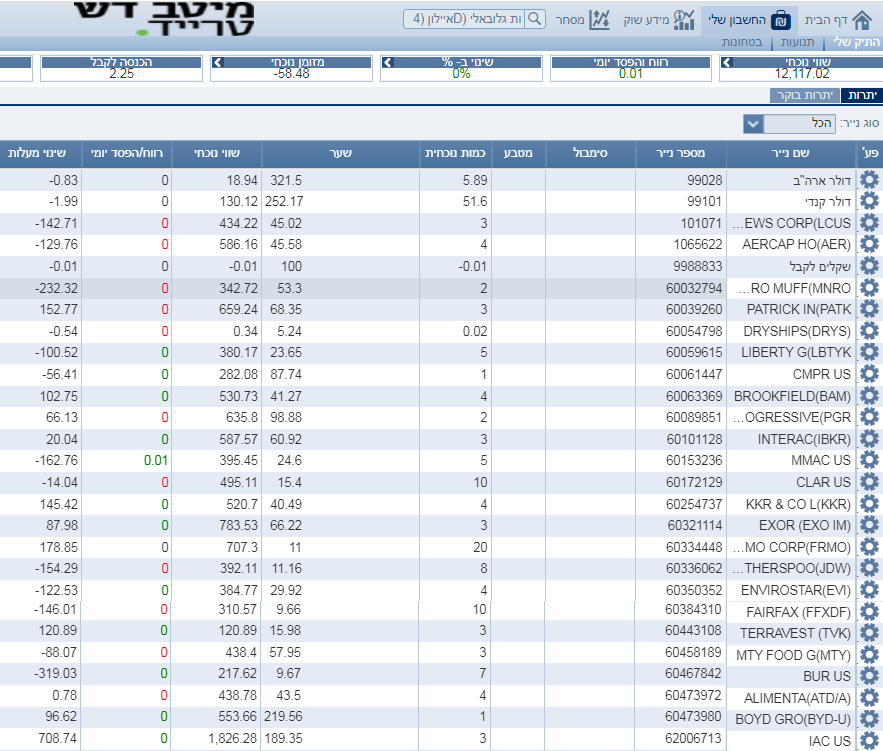 מיטב דש
טרייד.
דף הבית החשבון שלי מידע שוק מסחר ות גלובאלי (Dאיילון (4
התיק שלי תנועות בטחונות
שווי נוכחי רווח והפסד יומי שינוי ב- % מזומן נוכחי הכנסה לקבל
12,117.02 0.01 0% -58.48 2.25
יתרות יתרות בוקר
סוג נייר: הכל
פע' שם נייר מספר נייר סימבול מטבע כמות נוכחית שער שווי נוכחי רווח/הפסד יומי שינוי מעלות
דולר ארה"ב 99028 5.89 321.5 18.94 0 -0.83
דולר קנדי 99101 51.6 252.17 130.12 0 -1.99
...EWS CORP(LCUS 101071 3 45.02 434.22 0 -142.71
AERCAP HO(AER) 1065622 4 45.58 586.16 0 -129.76
שקלים לקבל 9988833 -0.01 100 -0.01 0 -0.01
...RO MUFF(MNRO 60032794 2 53.3 342.72 0 -232.32
PATRICK IN(PATK 60039260 3 68.35 659.24 0 152.77
DRYSHIPS(DRYS) 60054798 0.02 5.24 0.34 0 -0.54
LIBERTY G(LBTYK 60059615 5 23.65 380.17 0 -100.52
CMPR US 60061447 1 87.74 282.08 0 -56.41
BROOKFIELD(BAM) 60063369 4 41.27 530.73 0 102.75
...OGRESSIVE(PGR 60089851 2 98.88 635.8 0 66.13
INTERAC(IBKR) 60101128 3 60.92 587.57 0 20.04
MMAC US 60153236 5 24.6 395.45 0.01 -162.76
CLAR US 60172129 10 15.4 495.11 0 -14.04
KKR & CO L(KKR) 60254737 4 40.49 520.7 0 145.42
EXOR (EXO IM) 60321114 3 66.22 783.53 0 87.98
...MO CORP(FRMO) 60334448 20 11 707.3 0 178.85
...THERSPOO(JDW) 60336062 8 11.16 392.11 0 -154.29
ENVIROSTAR(EVI) 60350352 4 29.92 384.77 0 -122.53
FAIRFAX (FFXDF) 60384310 10 9.66 310.57 0 -146.01
TERRAVEST (TVK) 60443108 3 15.98 120.89 0 120.89
MTY FOOD G(MTY) 60458189 3 57.95 438.4 0 -88.07
BUR US 60467842 7 9.67 217.62 0 -319.03
ALIMENTA(ATD/A) 60473972 4 43.5 438.78 0 0.78
BOYD GRO(BYD-U) 60473980 1 219.56 553.66 0 96.62
IAC US 62006713 3 189.35 1,826.28 0 708.74